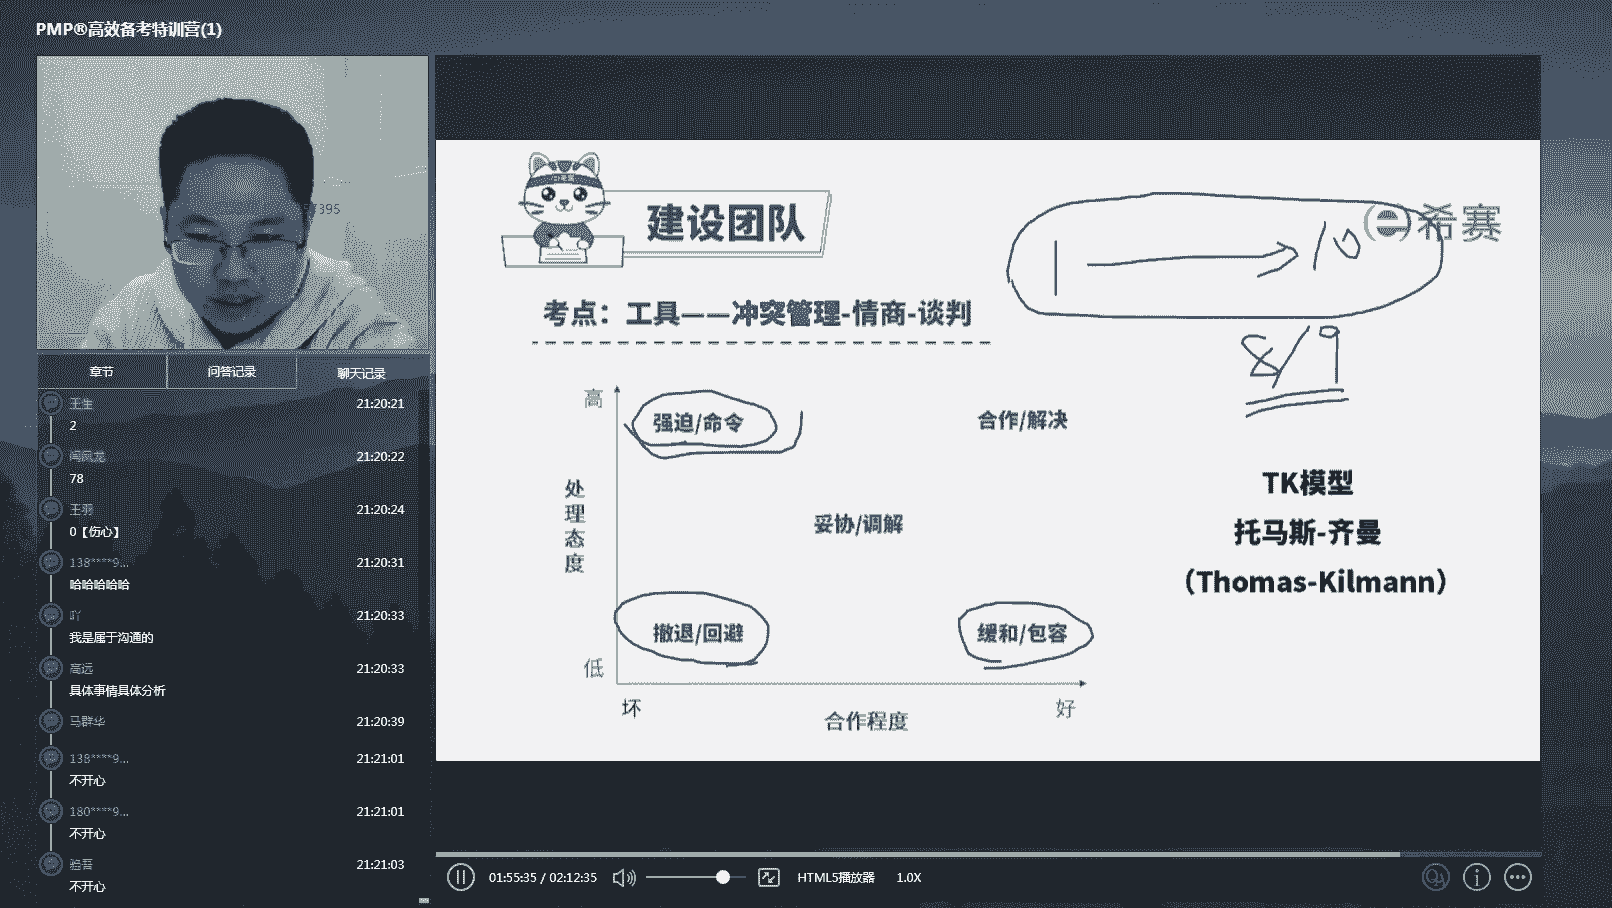 PMP®高效备考特训营(1)
7395
章节
问答记录
聊天记录
王生
21:20:21
2
21:20:22
78
王羽
21:20:24
0【伤心】
138****9...
21:20:31
哈哈哈哈哈
吖
21:20:33
我是属于沟通的
高远
21:20:33
具体事情具体分析
马群华
21:20:39
138****9...
21:21:01
不开心
180****9...
21:21:01
不开心
21:21:03
不开心
建设团队
希赛
1 10
8/9
考点：工具——冲突管理-情商-谈判
高
强迫/命令
合作/解决
处理态度
妥协/调解
撤退/回避
缓和/包容
低
坏
合作程度
好
TK模型
托马斯-齐曼
（Thomas-Kilmann）
01:55:35 / 02:12:35
HTML5播放器
1.0X